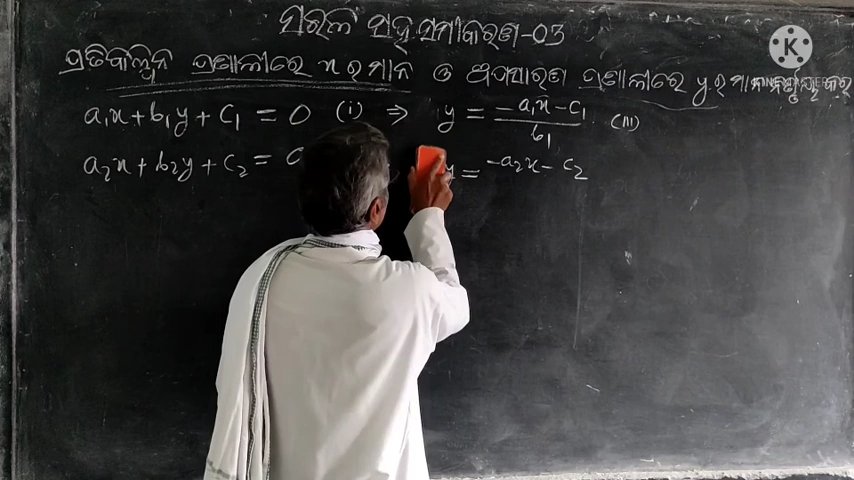 ସରଳ ସହ ସମୀକରଣ-03
ପ୍ରତିକଳ୍ପନ ପ୍ରଣାଳୀରେ x ର ମାନ ଓ ଅପସାରଣ ପ୍ରଣାଳୀରେ y ର ମାନ
a₁x + b₁y + c₁ = 0 (i) ⇒ y = (-a₁x - c₁)/b₁ (iii)
a₂x + b₂y + c₂ = 0 y = -a₂x - c₂
K